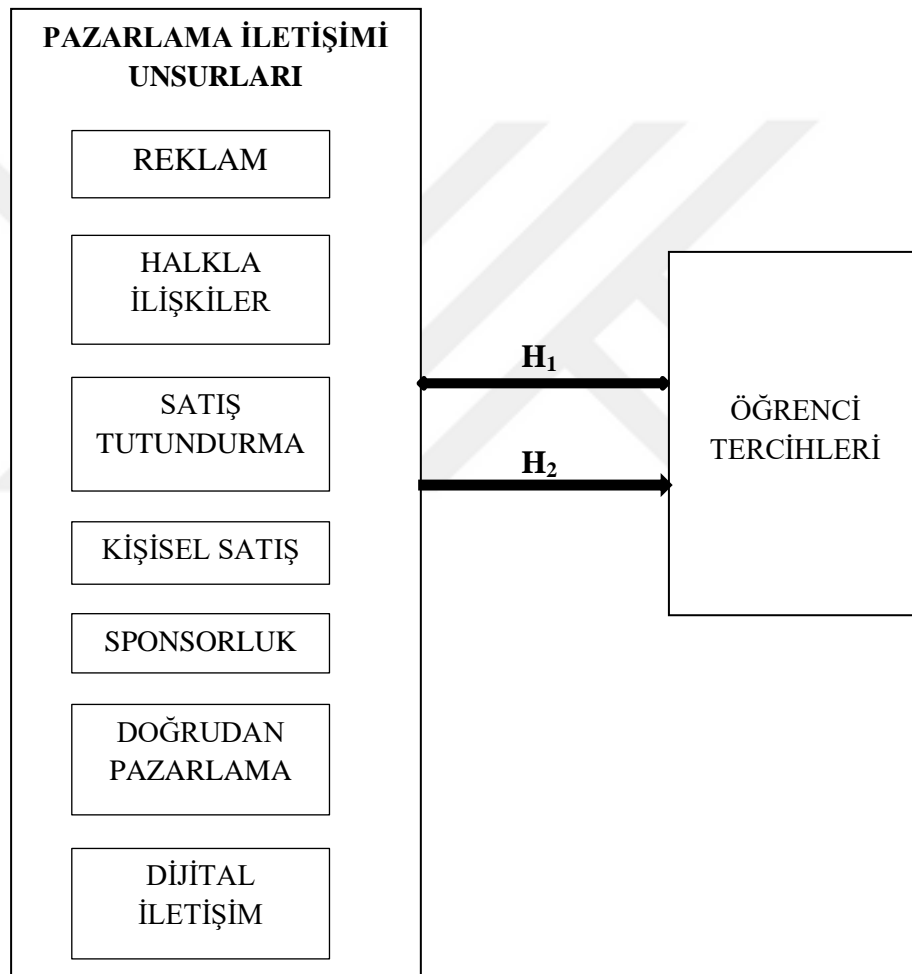 PAZARLAMA İLETİŞİMİ
UNSURLARI
REKLAM
HALKLA
İLİŞKİLER
SATIŞ
TUTUNDURMA
KİŞİSEL SATIŞ
SPONSORLUK
DOĞRUDAN
PAZARLAMA
DİJİTAL
İLETİŞİM
H₁
H₂
ÖĞRENCİ
TERCİHLERİ